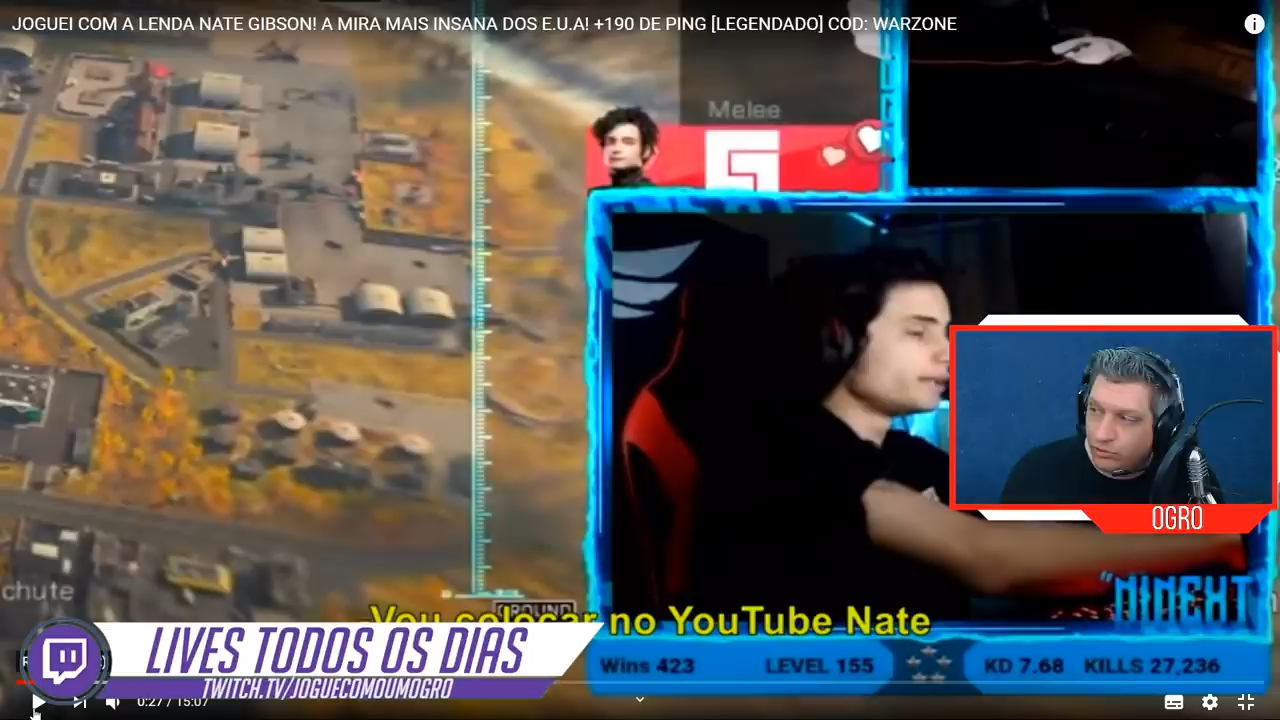 JOGUEI COM A LENDA NATE GIBSON! A MIRA MAIS INSANA DOS E.U.A! +190 DE PING [LEGENDADO] COD: WARZONE
Melee
OGRO
chute
GROUND
"NINEXT
Vou colocar no YouTube Nate
LIVES TODOS OS DIAS
TWITCH.TV/JOGUECOMOUMOGRO
Wins 423 LEVEL 155 KD 7.68 KILLS 27,236
0:27 / 15:07